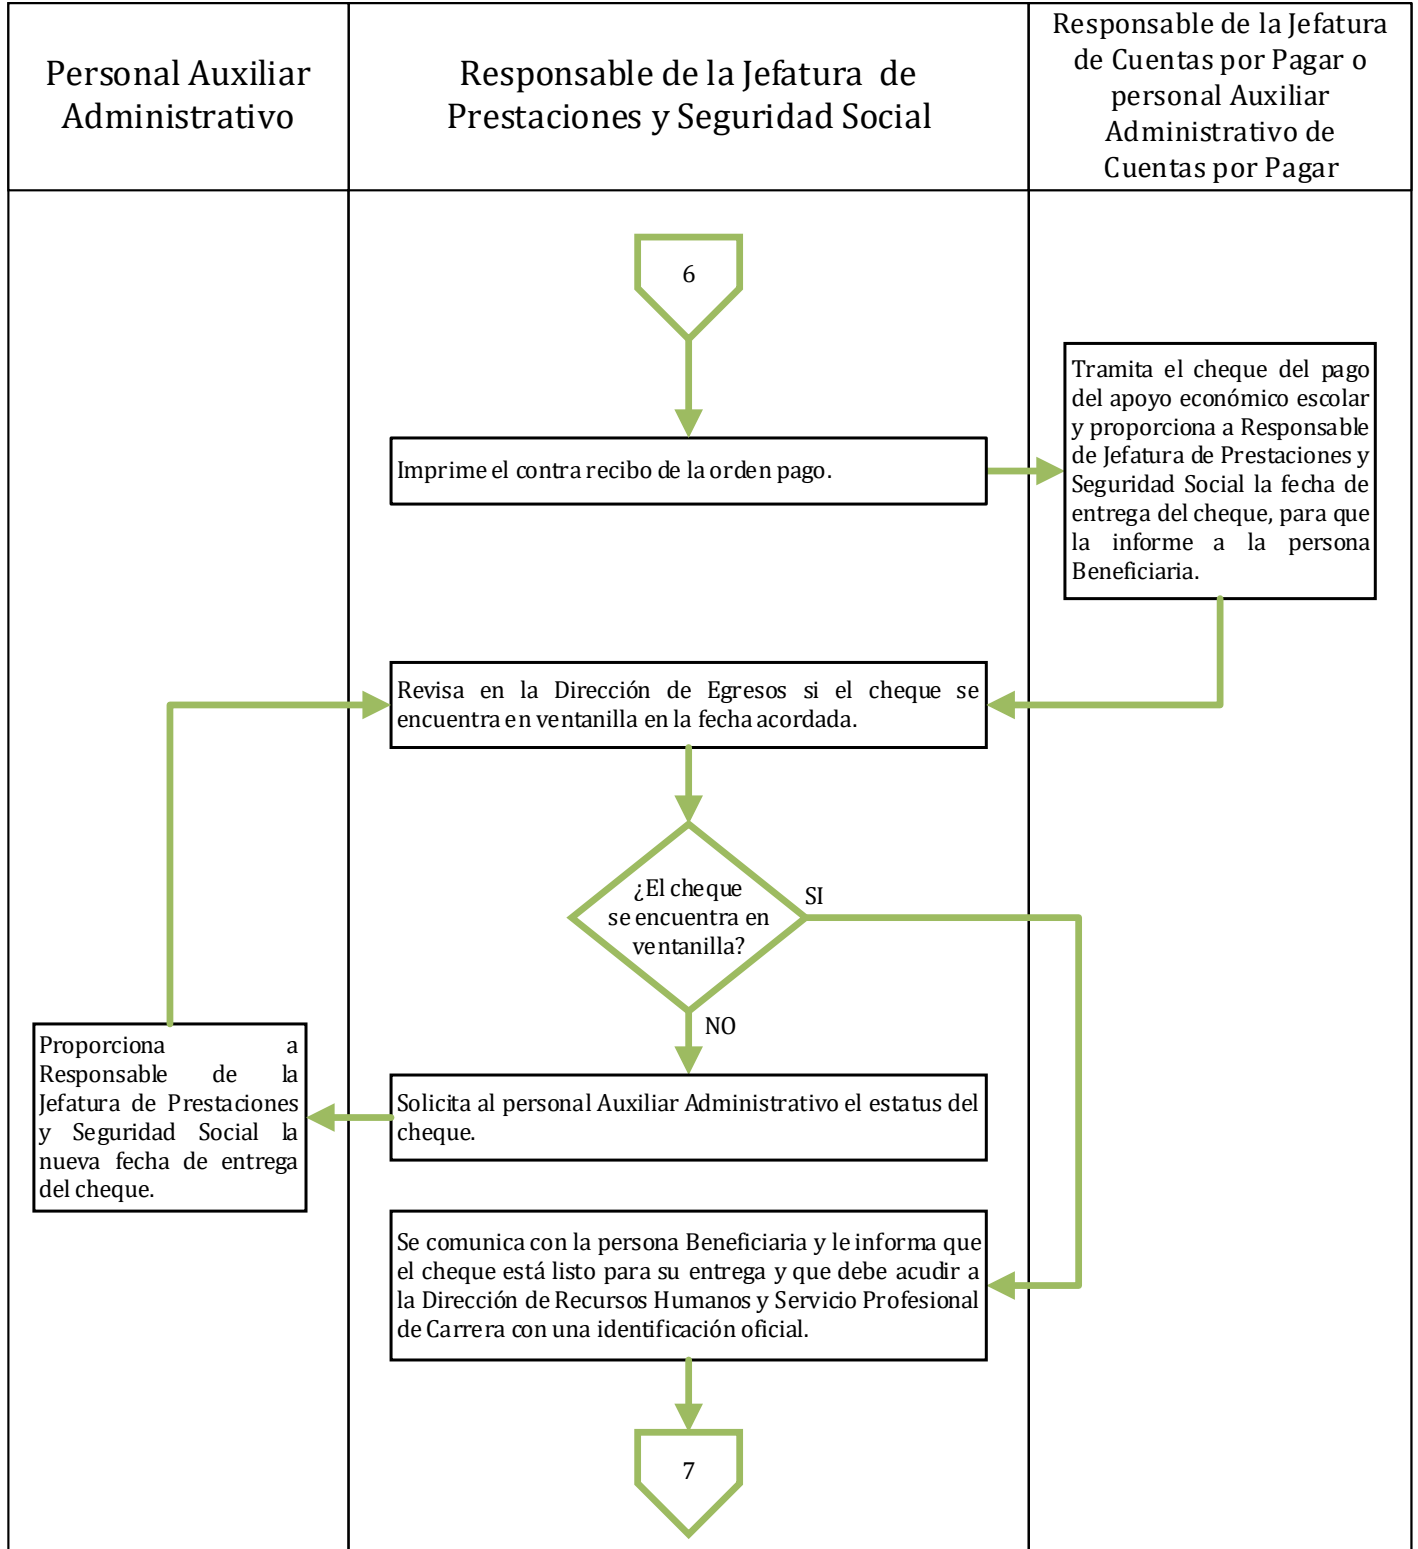 Personal Auxiliar
Administrativo
Responsable de la Jefatura de
Prestaciones y Seguridad Social
Responsable de la Jefatura
de Cuentas por Pagar o
personal Auxiliar
Administrativo de
Cuentas por Pagar
6
Imprime el contra recibo de la orden pago.
Tramita el cheque del pago
del apoyo económico escolar
y proporciona a Responsable
de Jefatura de Prestaciones y
Seguridad Social la fecha de
entrega del cheque, para que
la informe a la persona
Beneficiaria.
Revisa en la Dirección de Egresos si el cheque se
encuentra en ventanilla en la fecha acordada.
¿El cheque
se encuentra en
ventanilla?
SI
NO
Solicita al personal Auxiliar Administrativo el estatus del
cheque.
Proporciona a
Responsable de la
Jefatura de Prestaciones
y Seguridad Social la
nueva fecha de entrega
del cheque.
Se comunica con la persona Beneficiaria y le informa que
el cheque está listo para su entrega y que debe acudir a
la Dirección de Recursos Humanos y Servicio Profesional
de Carrera con una identificación oficial.
7